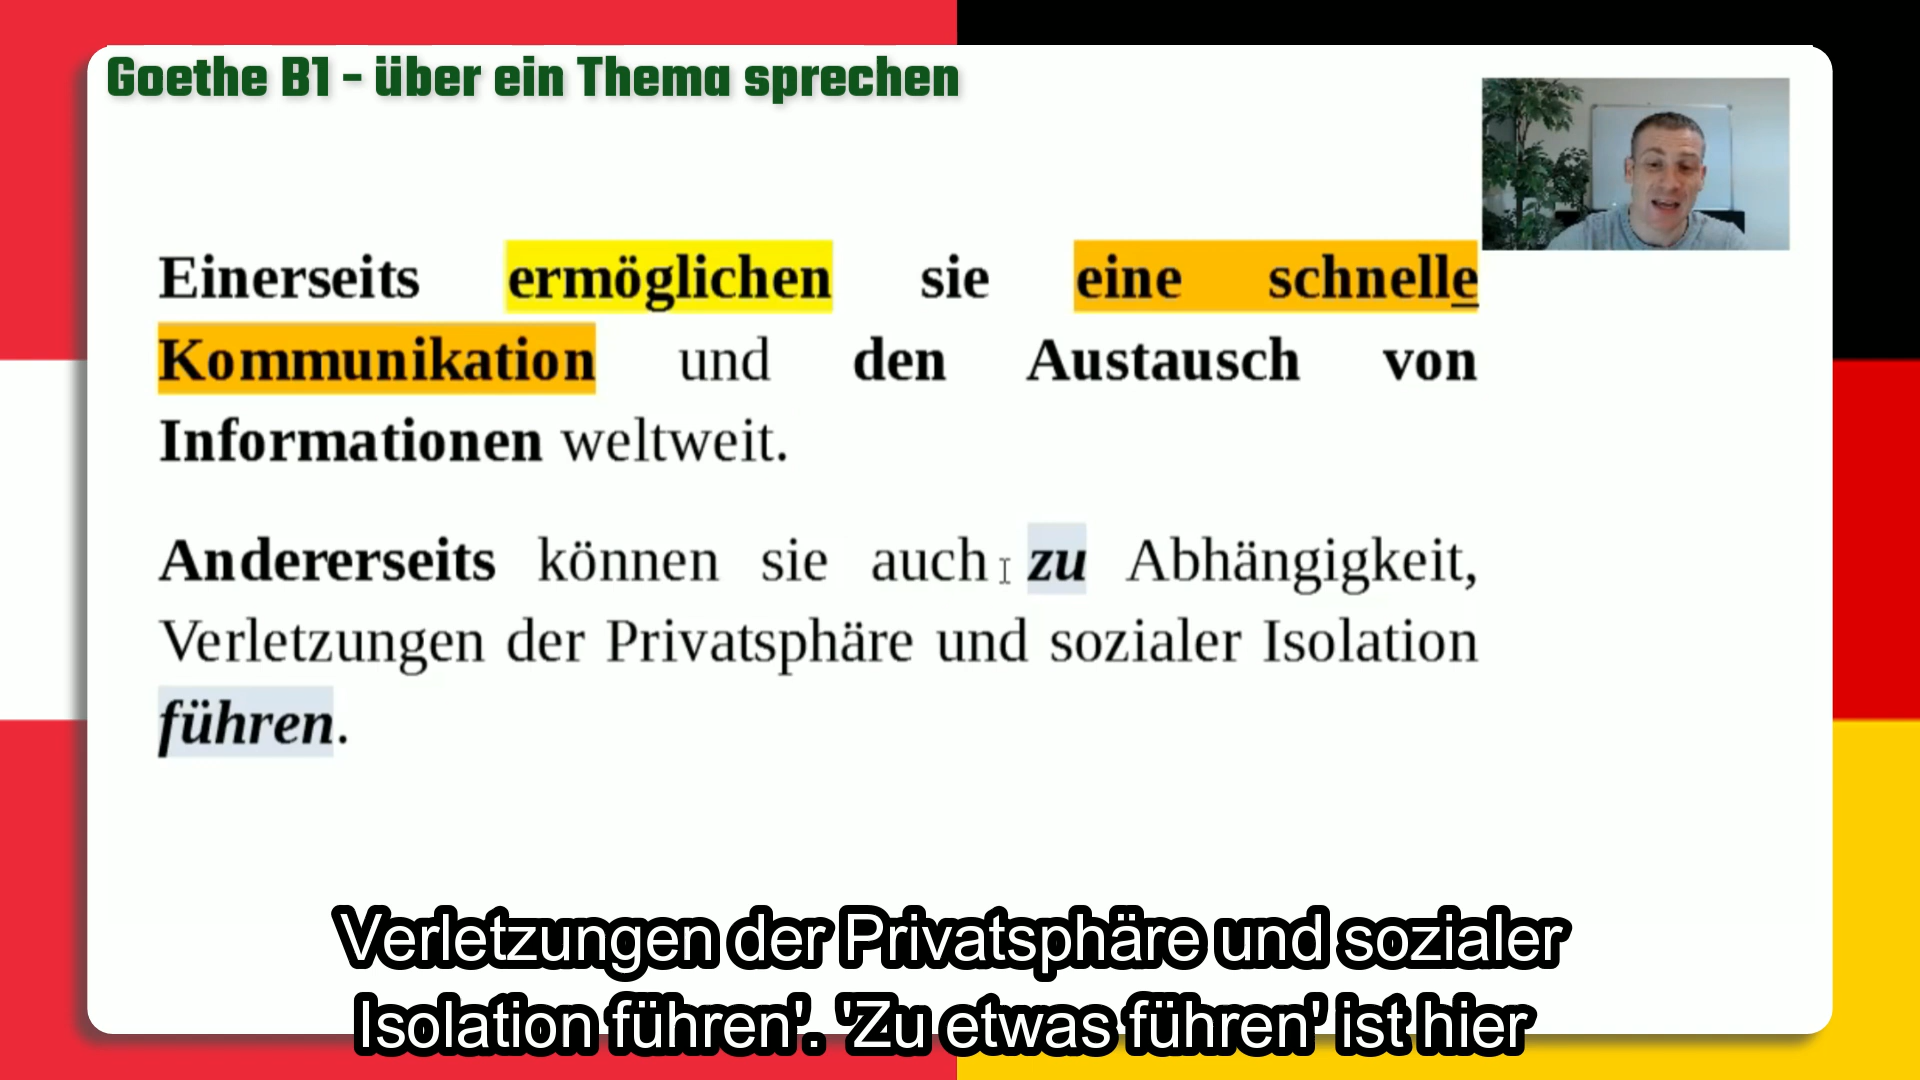 Goethe B1 - über ein Thema sprechen
Einerseits ermöglichen sie eine schnelle
Kommunikation und den Austausch von
Informationen weltweit.
Andererseits können sie auch zu Abhängigkeit,
Verletzungen der Privatsphäre und sozialer Isolation
führen.
Verletzungen der Privatsphäre und sozialer
Isolation führen'. 'Zu etwas führen' ist hier